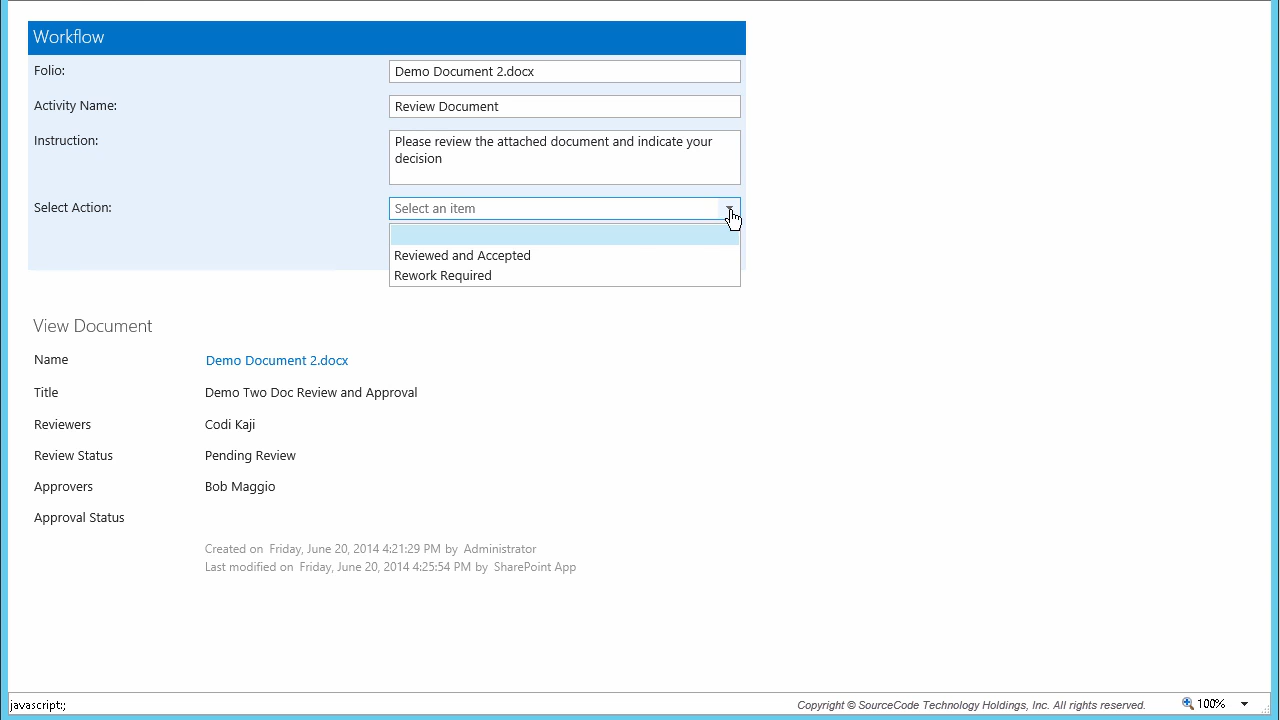 Workflow
Folio: Demo Document 2.docx
Activity Name: Review Document
Instruction: Please review the attached document and indicate your
decision
Select Action: Select an item
Reviewed and Accepted
Rework Required
View Document
Name Demo Document 2.docx
Title Demo Two Doc Review and Approval
Reviewers Codi Kaji
Review Status Pending Review
Approvers Bob Maggio
Approval Status
Created on Friday, June 20, 2014 4:21:29 PM by Administrator
Last modified on Friday, June 20, 2014 4:25:54 PM by SharePoint App
javascript:; Copyright © SourceCode Technology Holdings, Inc. All rights reserved. 100%